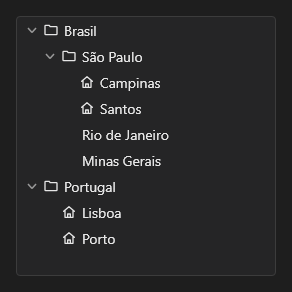 Brasil
São Paulo
Campinas
Santos
Rio de Janeiro
Minas Gerais
Portugal
Lisboa
Porto